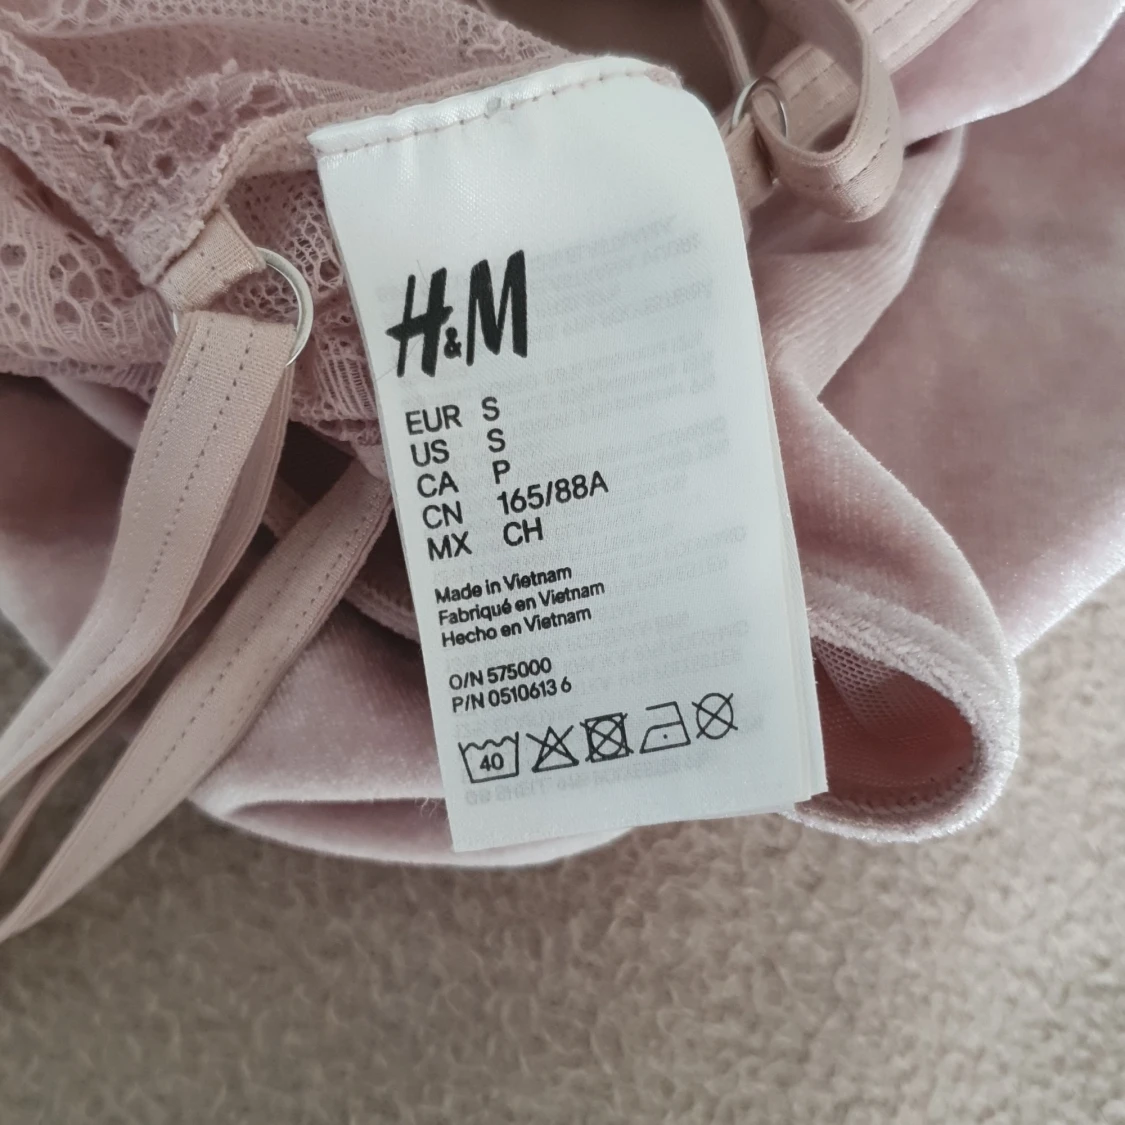 H&M
EUR S
US S
CA P
CN 165/88A
MX CH
Made in Vietnam
Fabriqué en Vietnam
Hecho en Vietnam
O/N 575000
P/N 0510613 6
40